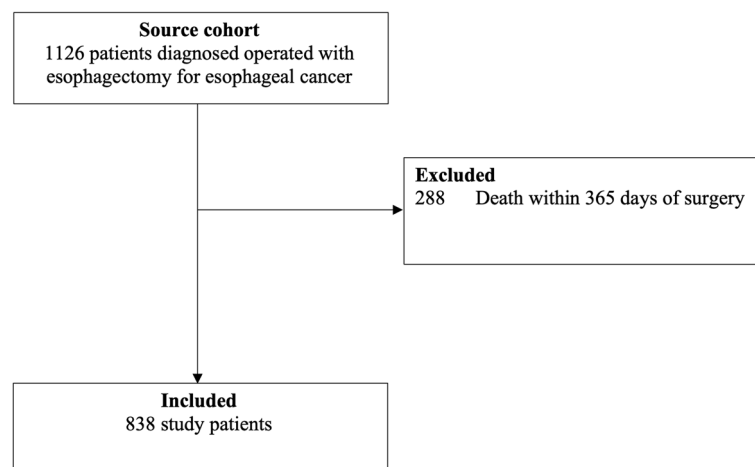 Source cohort
1126 patients diagnosed operated with
esophagectomy for esophageal cancer
Excluded
288 Death within 365 days of surgery
Included
838 study patients